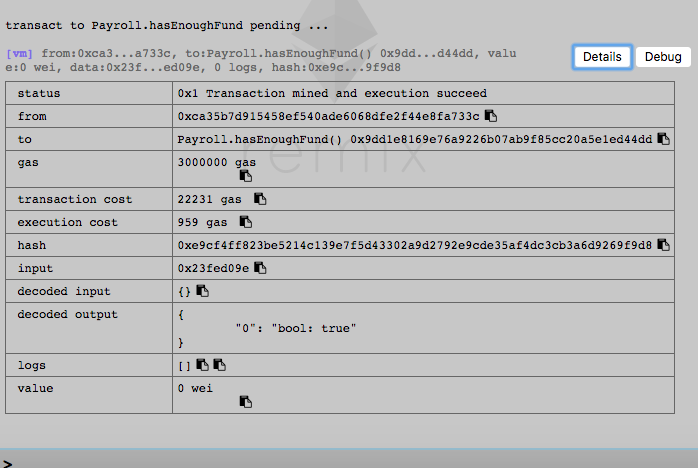 transact to Payroll.hasEnoughFund pending ...
[vm] from:0xca3...a733c, to:Payroll.hasEnoughFund() 0x9dd...d44dd, valu
e:0 wei, data:0x23f...ed09e, 0 logs, hash:0xe9c...9f9d8
Details
Debug
status 0x1 Transaction mined and execution succeed
from 0xca35b7d915458ef540ade6068dfe2f44e8fa733c
to Payroll.hasEnoughFund() 0x9dd1e8169e76a9226b07ab9f85cc20a5e1ed44dd
gas 3000000 gas
transaction cost 22231 gas
execution cost 959 gas
hash 0xe9cf4ff823be5214c139e7f5d43302a9d2792e9cde35af4dc3cb3a6d9269f9d8
input 0x23fed09e
decoded input {}
decoded output {
"0": "bool: true"
}
logs []
value 0 wei
remix
>